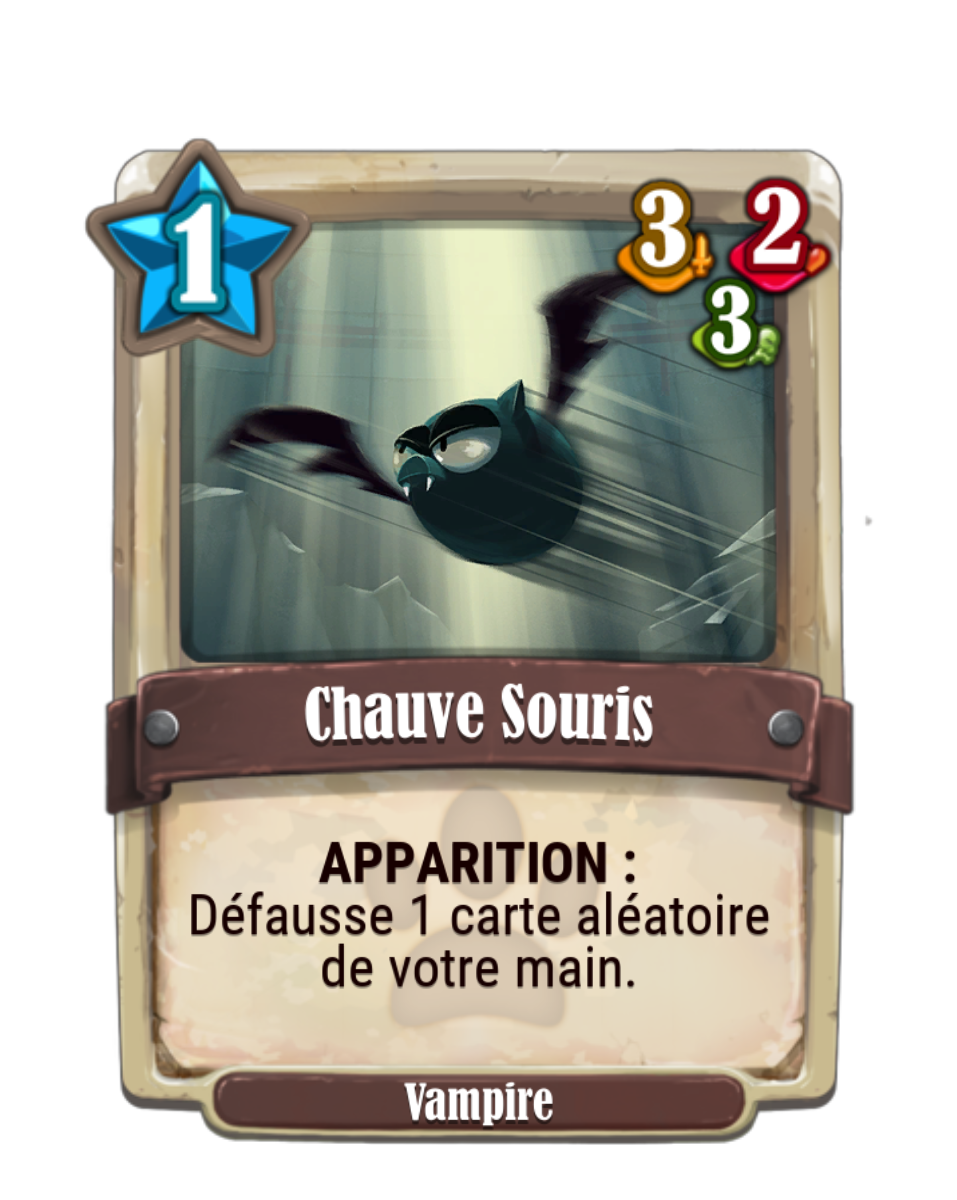 1
3
2
3
Chauve Souris
APPARITION :
Défausse 1 carte aléatoire
de votre main.
Vampire